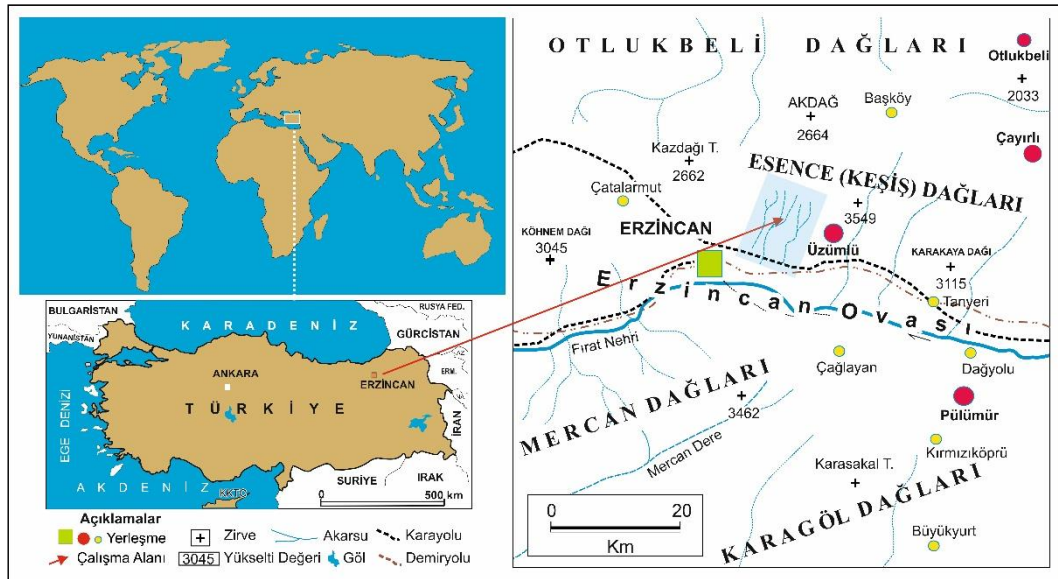 BULGARİSTAN
YUNANİSTAN
KARADENİZ
RUSYA FED.
GÜRCİSTAN
AZ.
ERM.
ANKARA
ERZİNCAN
TÜRKİYE
EGE DENİZİ
İRAN
AKDENİZ
KKTC
SURİYE
IRAK
0 500 km
Açıklamalar
Yerleşme
Zirve
Akarsu
Karayolu
Çalışma Alanı
3045 Yükselti Değeri
Göl
Demiryolu
OTLUKBELİ DAĞLARI
Otlukbeli
2033
AKDAĞ
2664
Başköy
Çayırlı
Kazdağı T.
2662
ESENCE (KEŞİŞ) DAĞLARI
Çatalarmut
3549
ERZİNCAN
Üzümlü
KÖHNEM DAĞI
3045
KARAKAYA DAĞI
3115
Tanyeri
Erzincan Ovası
Fırat Nehri
Çağlayan
Dağyolu
MERCAN DAĞLARI
3462
Pülümür
Mercan Dere
Kırmızıköprü
Karasakal T.
KARAGÖL DAĞLARI
Büyükyurt
0 20
Km